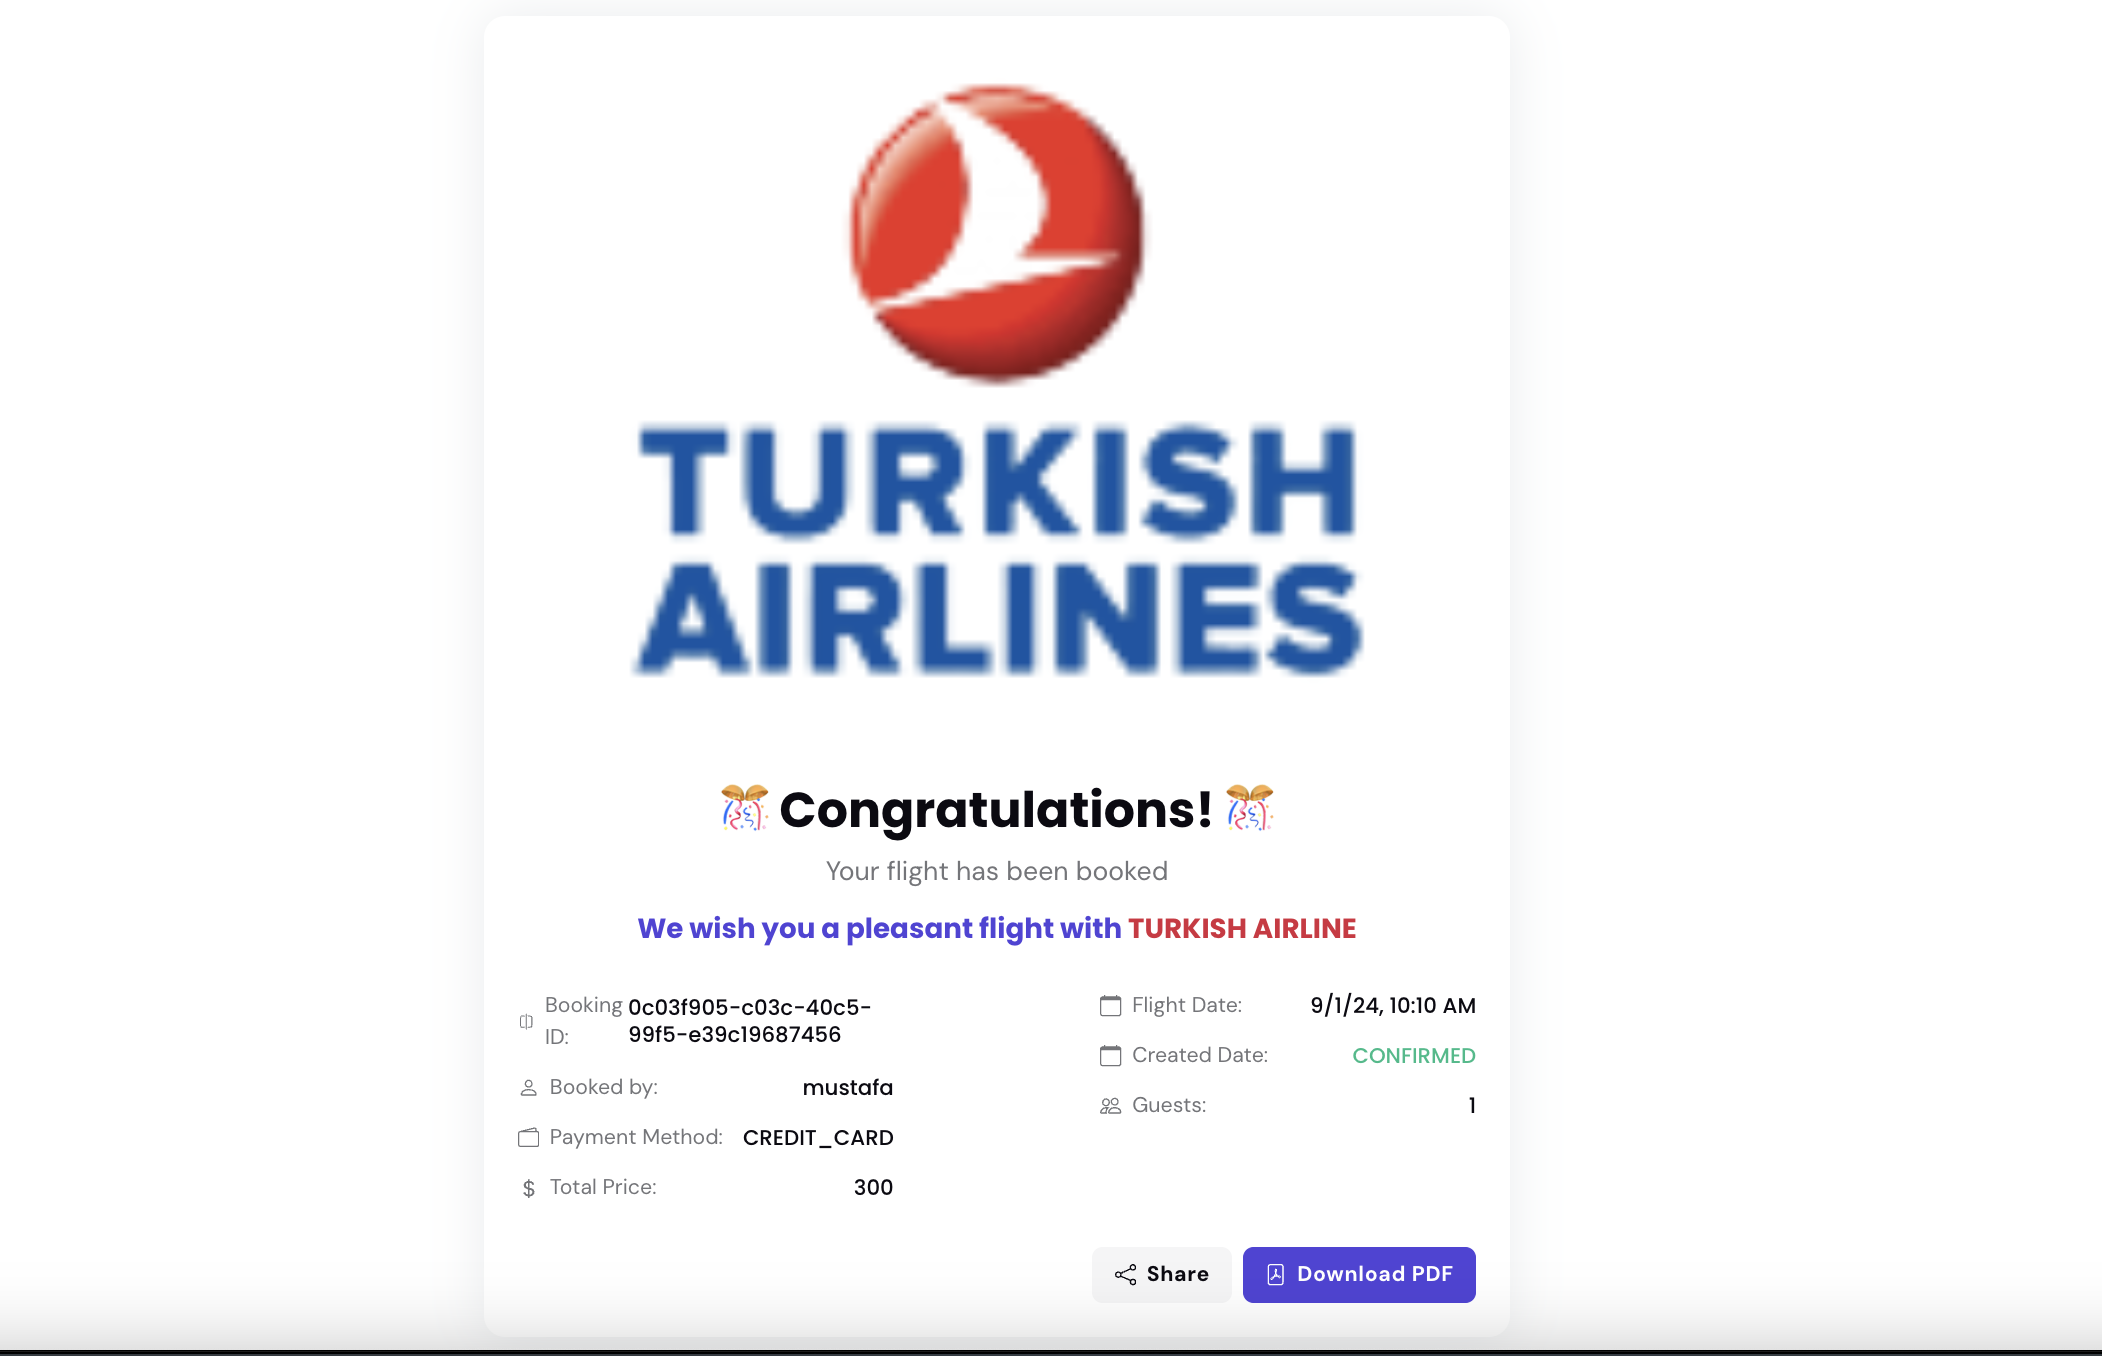 TURKISH
AIRLINES
🎊 Congratulations! 🎊
Your flight has been booked
We wish you a pleasant flight with TURKISH AIRLINE
Booking ID: 0c03f905-c03c-40c5-
99f5-e39c19687456
Booked by: mustafa
Payment Method: CREDIT_CARD
$ Total Price: 300
Flight Date: 9/1/24, 10:10 AM
Created Date: CONFIRMED
Guests: 1
Share
Download PDF